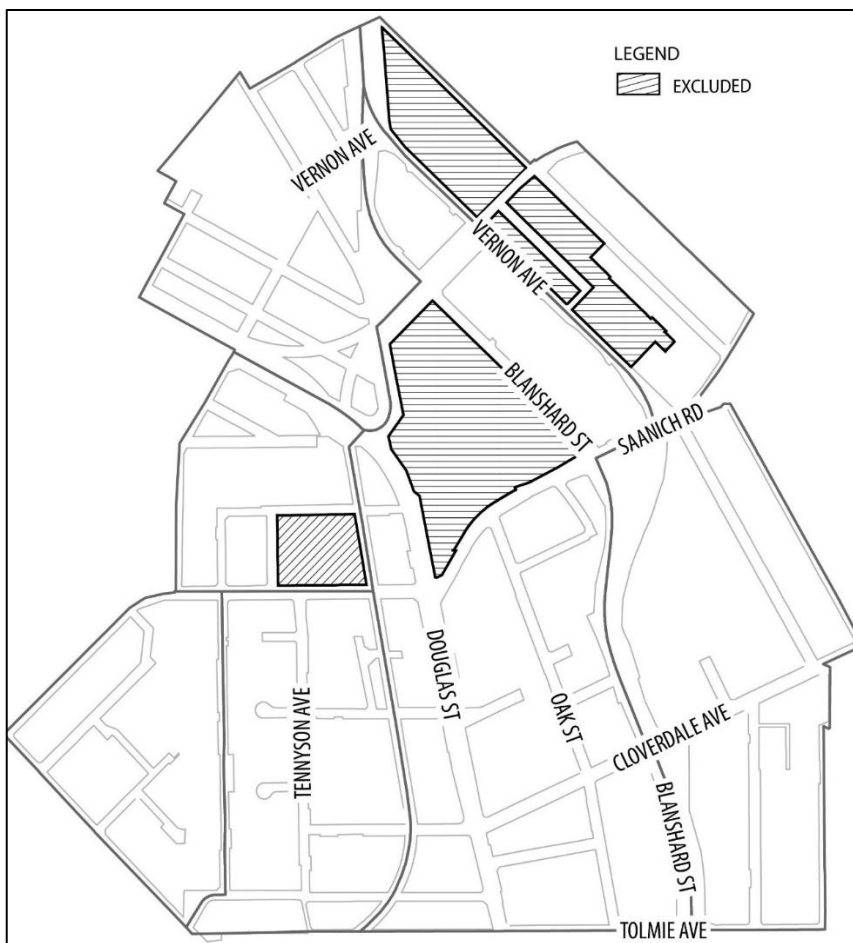 LEGEND
EXCLUDED
VERNON AVE
VERNON AVE
BLANSHARD ST
SAANICH RD
DOUGLAS ST
TENNYSON AVE
OAK ST
CLOVERDALE AVE
BLANSHARD ST
TOLMIE AVE